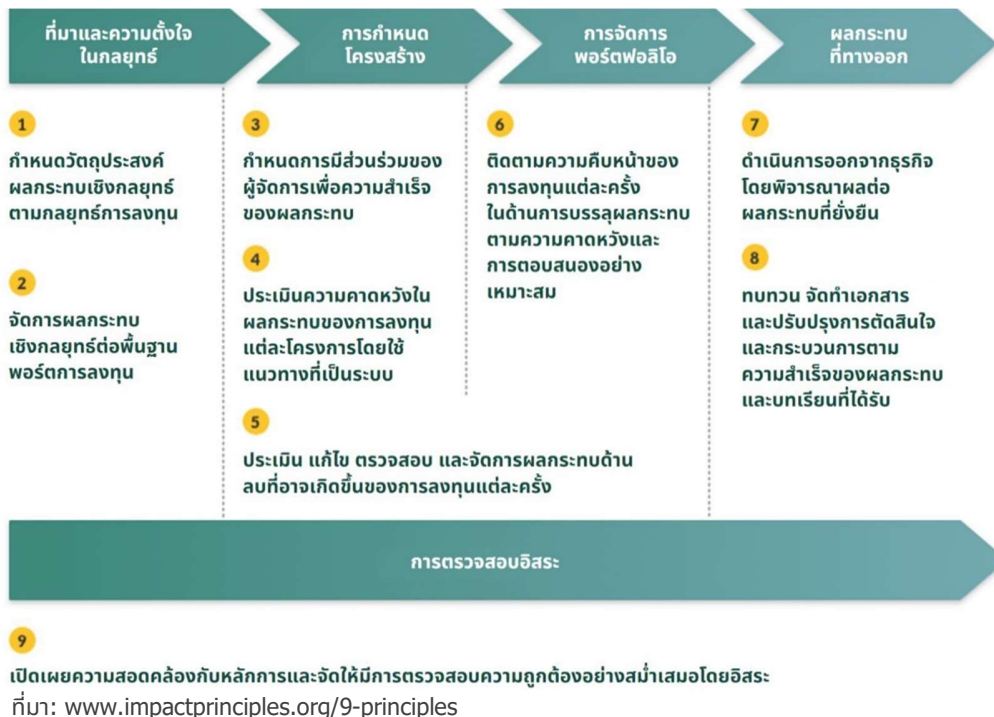 ที่มาและความตั้งใจ
ในกลยุทธ์
การกำหนด
โครงสร้าง
การจัดการ
พอร์ตฟอลิโอ
ผลกระทบ
ที่ทางออก
1
กำหนดวัตถุประสงค์
ผลกระทบเชิงกลยุทธ์
ตามกลยุทธ์การลงทุน
2
จัดการผลกระทบ
เชิงกลยุทธ์ต่อพื้นฐาน
พอร์ตการลงทุน
3
กำหนดการมีส่วนร่วมของ
ผู้จัดการเพื่อความสำเร็จ
ของผลกระทบ
4
ประเมินความคาดหวังใน
ผลกระทบของการลงทุน
แต่ละโครงการโดยใช้
แนวทางที่เป็นระบบ
5
ประเมิน แก้ไข ตรวจสอบ และจัดการผลกระทบด้าน
ลบที่อาจเกิดขึ้นของการลงทุนแต่ละครั้ง
6
ติดตามความคืบหน้าของ
การลงทุนแต่ละครั้ง
ในด้านการบรรลุผลกระทบ
ตามความคาดหวังและ
การตอบสนองอย่าง
เหมาะสม
7
ดำเนินการออกจากธุรกิจ
โดยพิจารณาผลต่อ
ผลกระทบที่ยั่งยืน
8
ทบทวน จัดทำเอกสาร
และปรับปรุงการตัดสินใจ
และกระบวนการตาม
ความสำเร็จของผลกระทบ
และบทเรียนที่ได้รับ
การตรวจสอบอิสระ
9
เปิดเผยความสอดคล้องกับหลักการและจัดให้มีการตรวจสอบความถูกต้องอย่างสม่ำเสมอโดยอิสระ
ที่มา: www.impactprinciples.org/9-principles